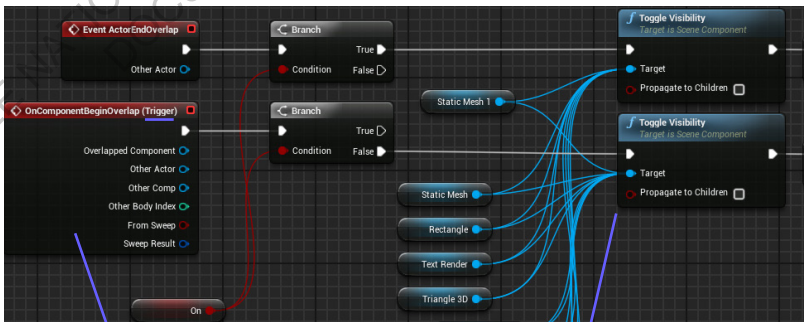 Event ActorEndOverlap
Other Actor
Branch
True
Condition
False
Toggle Visibility
Target is Scene Component
Target
Propagate to Children
OnComponentBeginOverlap (Trigger)
Overlapped Component
Other Actor
Other Comp
Other Body Index
From Sweep
Sweep Result
Branch
True
Condition
False
Static Mesh 1
Toggle Visibility
Target is Scene Component
Target
Propagate to Children
Static Mesh
Rectangle
Text Render
Triangle 3D
On